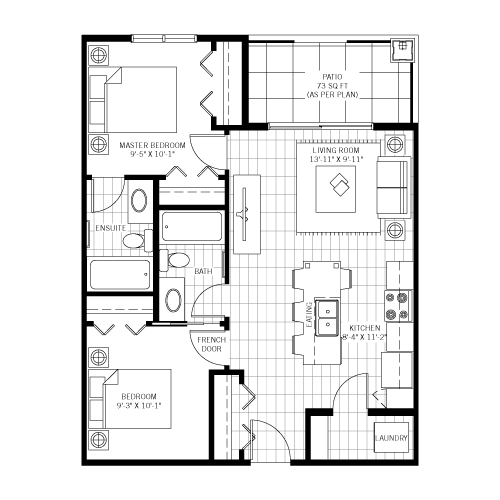 PATIO
73 SQ FT
(AS PER PLAN)
MASTER BEDROOM
9'-5" X 10'-1"
LIVING ROOM
13'-11" X 9'-11"
ENSUITE
BATH
EATING
KITCHEN
8'-4" X 11'-2"
FRENCH
DOOR
BEDROOM
9'-3" X 10'-1"
LAUNDRY